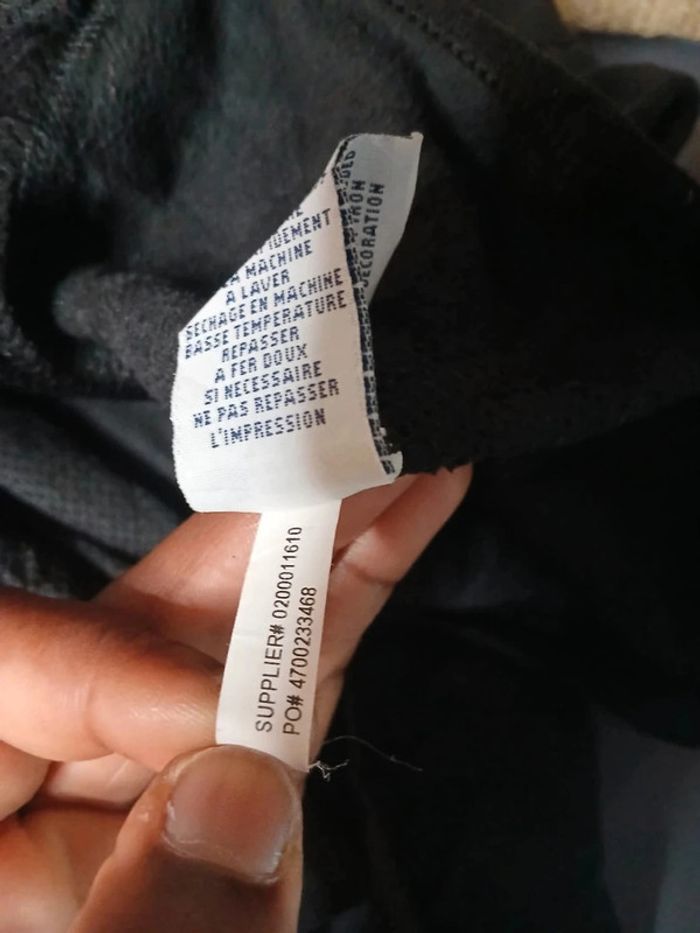 MACHINE
A LAVER
SECHAGE EN MACHINE
BASSE TEMPERATURE
REPASSER
A FER DOUX
SI NECESSAIRE
NE PAS REPASSER
L'IMPRESSION
IRON
DECORATION
SUPPLIER# 0200011610
PO# 4700233468